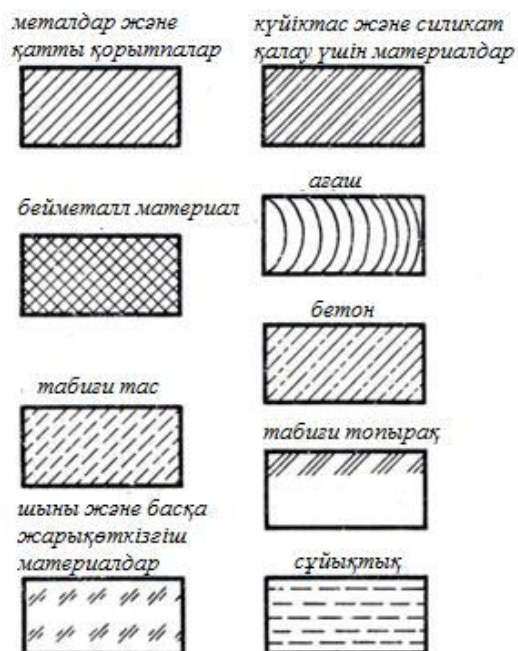 металдар және
қатты қорытпалар
күйіктас және силикат
қалау үшін материалдар
бейметалл материал
ағаш
бетон
табиғи тас
табиғи топырақ
шыны және басқа
жарықөткізгіш
материалдар
сұйықтық